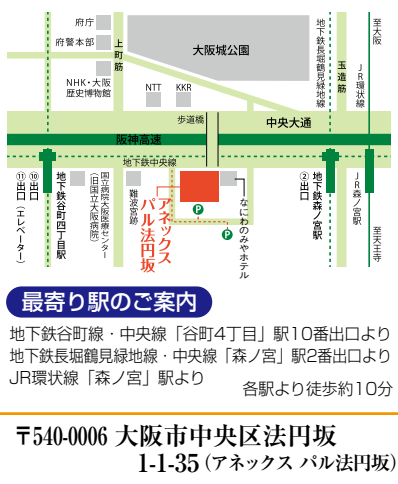 府庁
府警本部
上町筋
大阪城公園
地下鉄長堀鶴見緑地線
玉造筋
JR環状線
至大阪
NHK・大阪
歴史博物館
NTT
KKR
歩道橋
中央大通
阪神高速
地下鉄中央線
⑪出口(エレベーター)
⑩出口
地下鉄谷町四丁目駅
国立病院大阪医療センター
(旧国立大阪病院)
難波宮跡
アネックス
パル法円坂
P
P
なにわのみやホテル
②出口
地下鉄森ノ宮駅
JR森ノ宮駅
至天王寺
最寄り駅のご案内
地下鉄谷町線・中央線「谷町4丁目」駅10番出口より
地下鉄長堀鶴見緑地線・中央線「森ノ宮」駅2番出口より
JR環状線「森ノ宮」駅より
各駅より徒歩約10分
〒540-0006 大阪市中央区法円坂
1-1-35(アネックス パル法円坂)